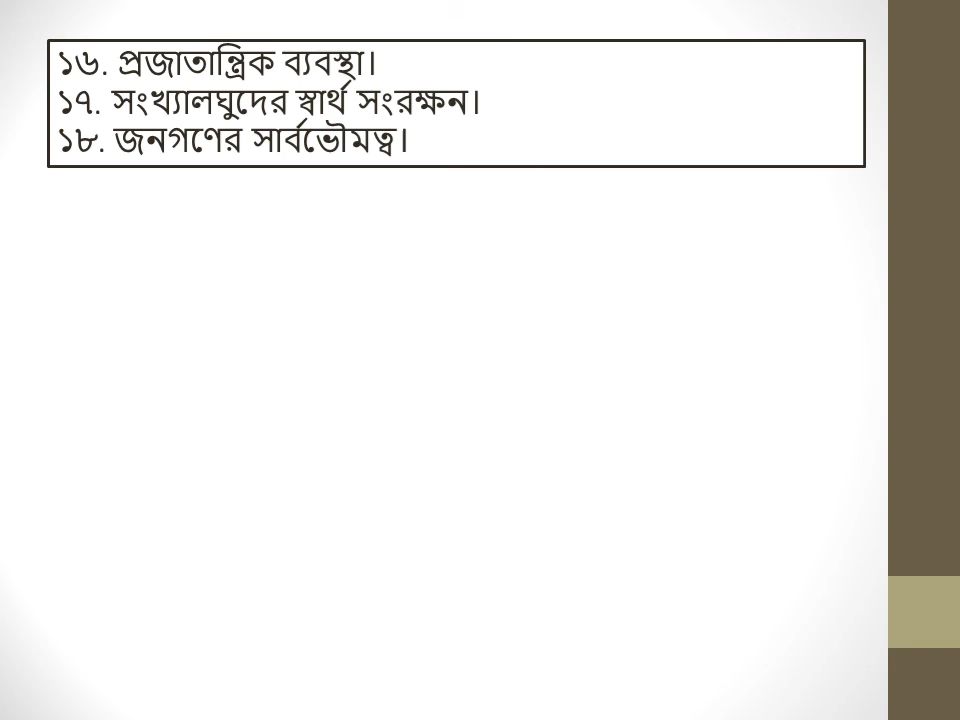 ১৬. প্রজাতান্ত্রিক ব্যবস্থা।
১৭. সংখ্যালঘুদের স্বার্থ সংরক্ষন।
১৮. জনগণের সার্বভৌমত্ব।